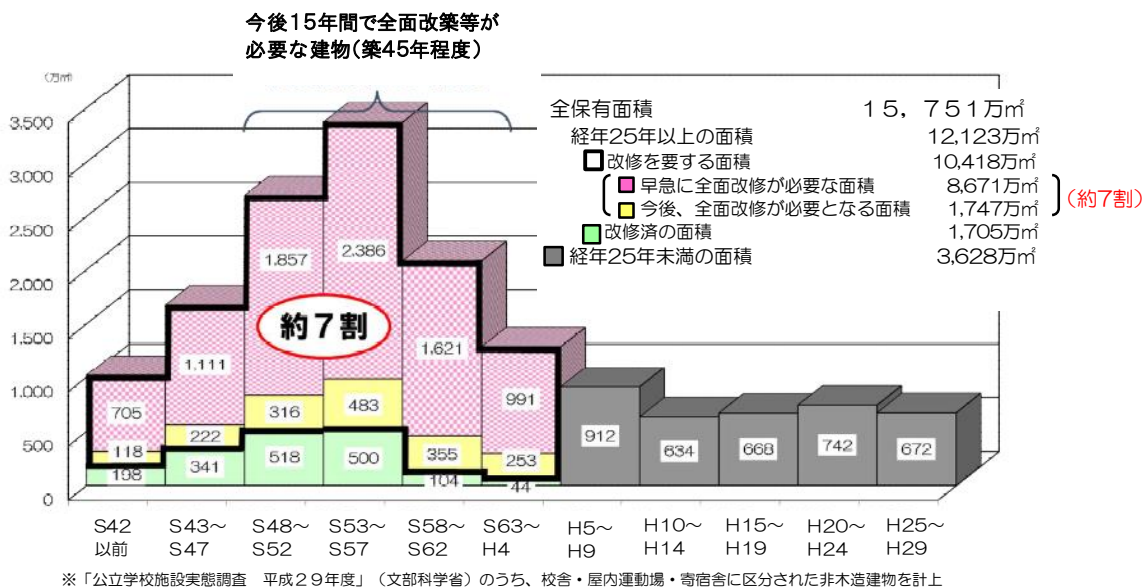 今後15年間で全面改築等が
必要な建物(築45年程度)
(万㎡)
全保有面積 15，751万㎡
経年25年以上の面積 12,123万㎡
改修を要する面積 10,418万㎡
早急に全面改修が必要な面積 8,671万㎡
今後、全面改修が必要となる面積 1,747万㎡
(約7割)
改修済の面積 1,705万㎡
経年25年未満の面積 3,628万㎡
3,500
3,000
2,500
2,000
1,500
1,000
500
0
約7割
705
118
198
1,111
222
341
1,857
316
518
2,386
483
500
1,621
355
104
991
253
44
912
634
668
742
672
S42 S43～ S48～ S53～ S58～ S63～ H5～ H10～ H15～ H20～ H25～
以前 S47 S52 S57 S62 H4 H9 H14 H19 H24 H29
※「公立学校施設実態調査 平成29年度」（文部科学省）のうち、校舎・屋内運動場・寄宿舎に区分された非木造建物を計上